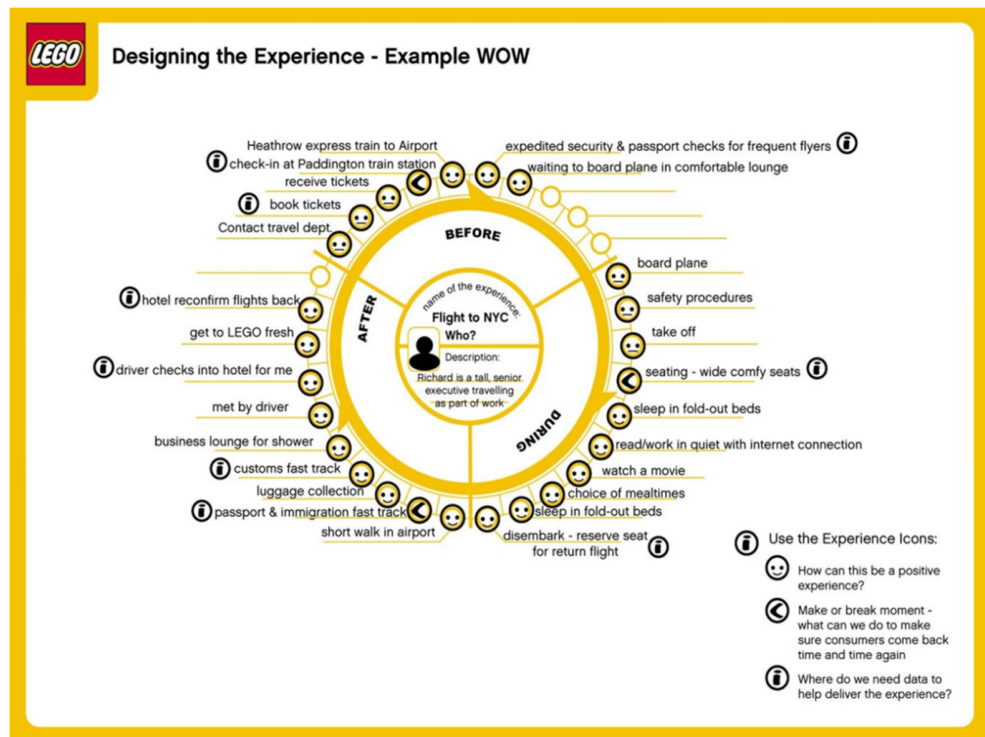 LEGO
Designing the Experience - Example WOW
Heathrow express train to Airport
check-in at Paddington train station
receive tickets
book tickets
Contact travel dept.
expedited security & passport checks for frequent flyers
waiting to board plane in comfortable lounge
BEFORE
board plane
safety procedures
take off
seating - wide comfy seats
sleep in fold-out beds
read/work in quiet with internet connection
watch a movie
choice of mealtimes
sleep in fold-out beds
disembark - reserve seat
for return flight
DURING
hotel reconfirm flights back
get to LEGO fresh
driver checks into hotel for me
met by driver
business lounge for shower
customs fast track
luggage collection
passport & immigration fast track
short walk in airport
AFTER
name of the experience:
Flight to NYC
Who?
Description:
Richard is a tall, senior
executive travelling
as part of work
Use the Experience Icons:
How can this be a positive
experience?
Make or break moment -
what can we do to make
sure consumers come back
time and time again
Where do we need data to
help deliver the experience?